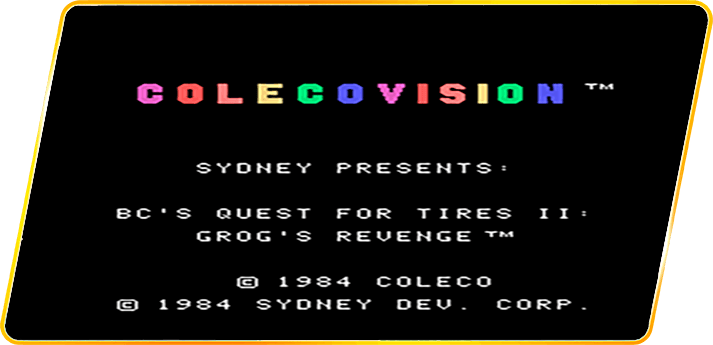 COLECOVISION™
SYDNEY PRESENTS:
BC'S QUEST FOR TIRES II:
GROG'S REVENGE™
© 1984 COLECO
© 1984 SYDNEY DEV. CORP.